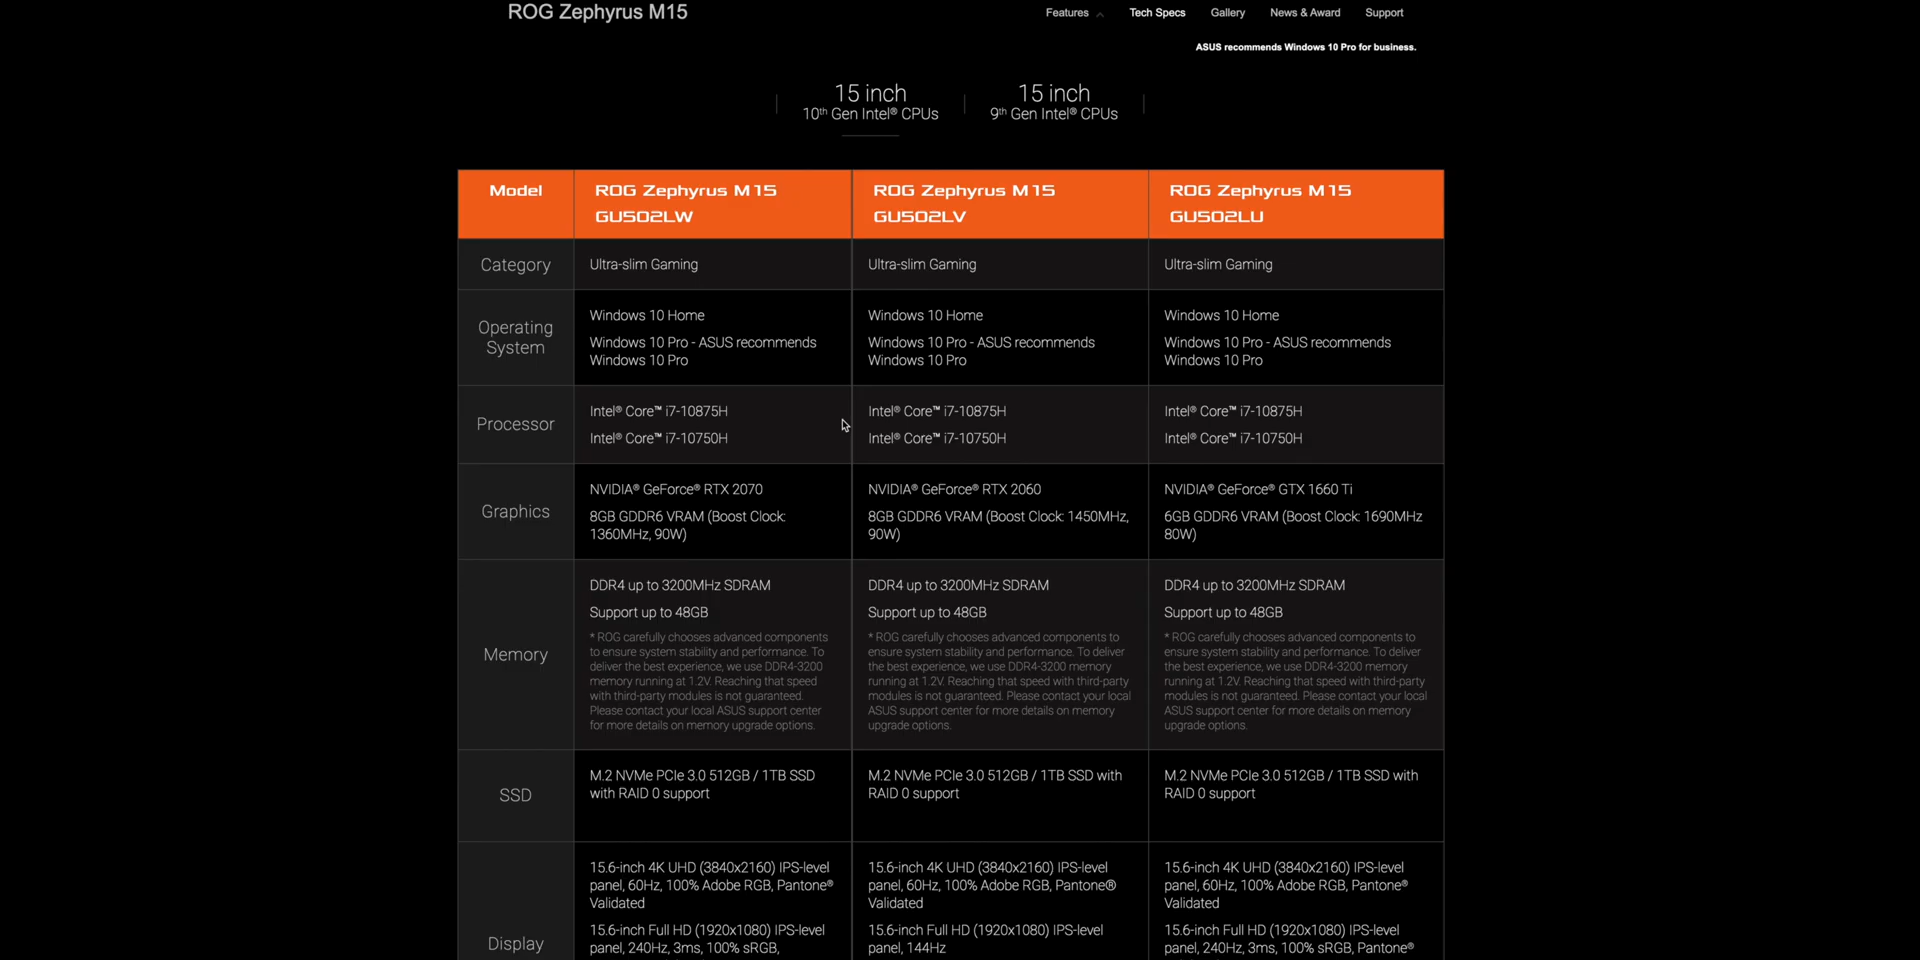 ROG Zephyrus M15
Features
Tech Specs
Gallery
News & Award
Support
ASUS recommends Windows 10 Pro for business.
15 inch
10th Gen Intel® CPUs
15 inch
9th Gen Intel® CPUs
Model
ROG Zephyrus M15
GU502LW
ROG Zephyrus M15
GU502LV
ROG Zephyrus M15
GU502LU
Category
Ultra-slim Gaming
Ultra-slim Gaming
Ultra-slim Gaming
Operating
System
Windows 10 Home
Windows 10 Pro - ASUS recommends
Windows 10 Pro
Windows 10 Home
Windows 10 Pro - ASUS recommends
Windows 10 Pro
Windows 10 Home
Windows 10 Pro - ASUS recommends
Windows 10 Pro
Processor
Intel® Core™ i7-10875H
Intel® Core™ i7-10750H
Intel® Core™ i7-10875H
Intel® Core™ i7-10750H
Intel® Core™ i7-10875H
Intel® Core™ i7-10750H
Graphics
NVIDIA® GeForce® RTX 2070
8GB GDDR6 VRAM (Boost Clock:
1360MHz, 90W)
NVIDIA® GeForce® RTX 2060
8GB GDDR6 VRAM (Boost Clock: 1450MHz,
90W)
NVIDIA® GeForce® GTX 1660 Ti
6GB GDDR6 VRAM (Boost Clock: 1690MHz
80W)
Memory
DDR4 up to 3200MHz SDRAM
Support up to 48GB
* ROG carefully chooses advanced components
to ensure system stability and performance. To
deliver the best experience, we use DDR4-3200
memory running at 1.2V. Reaching that speed
with third-party modules is not guaranteed.
Please contact your local ASUS support center
for more details on memory upgrade options.
DDR4 up to 3200MHz SDRAM
Support up to 48GB
* ROG carefully chooses advanced components to
ensure system stability and performance. To deliver
the best experience, we use DDR4-3200 memory
running at 1.2V. Reaching that speed with third-party
modules is not guaranteed. Please contact your local
ASUS support center for more details on memory
upgrade options.
DDR4 up to 3200MHz SDRAM
Support up to 48GB
* ROG carefully chooses advanced components to
ensure system stability and performance. To deliver
the best experience, we use DDR4-3200 memory
running at 1.2V. Reaching that speed with third-party
modules is not guaranteed. Please contact your local
ASUS support center for more details on memory
upgrade options.
SSD
M.2 NVMe PCIe 3.0 512GB / 1TB SSD
with RAID 0 support
M.2 NVMe PCIe 3.0 512GB / 1TB SSD with
RAID 0 support
M.2 NVMe PCIe 3.0 512GB / 1TB SSD with
RAID 0 support
Display
15.6-inch 4K UHD (3840x2160) IPS-level
panel, 60Hz, 100% Adobe RGB, Pantone®
Validated
15.6-inch Full HD (1920x1080) IPS-level
panel, 240Hz, 3ms, 100% sRGB,
15.6-inch 4K UHD (3840x2160) IPS-level
panel, 60Hz, 100% Adobe RGB, Pantone®
Validated
15.6-inch Full HD (1920x1080) IPS-level
panel, 144Hz
15.6-inch 4K UHD (3840x2160) IPS-level
panel, 60Hz, 100% Adobe RGB, Pantone®
Validated
15.6-inch Full HD (1920x1080) IPS-level
panel, 240Hz, 3ms, 100% sRGB, Pantone®